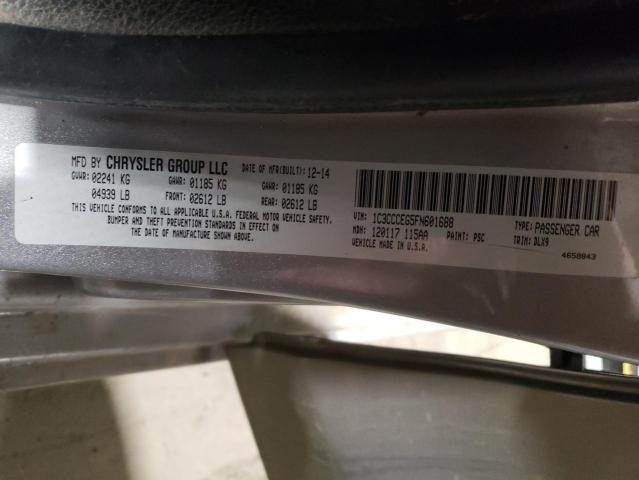 MFD BY CHRYSLER GROUP LLC DATE OF MFR(BUILT): 12-14
GVWR: 02241 KG GAWR: 01185 KG GAWR: 01185 KG
04939 LB FRONT: 02612 LB REAR: 02612 LB
THIS VEHICLE CONFORMS TO ALL APPLICABLE U.S.A. FEDERAL MOTOR VEHICLE SAFETY,
BUMPER AND THEFT PREVENTION STANDARDS IN EFFECT ON
THE DATE OF MANUFACTURE SHOWN ABOVE.
VIN: 1C3CCCEG5FN601688 TYPE: PASSENGER CAR
MDH: 120117 115AA PAINT: PSC TRIM: DLX9
VEHICLE MADE IN U.S.A. 4658843